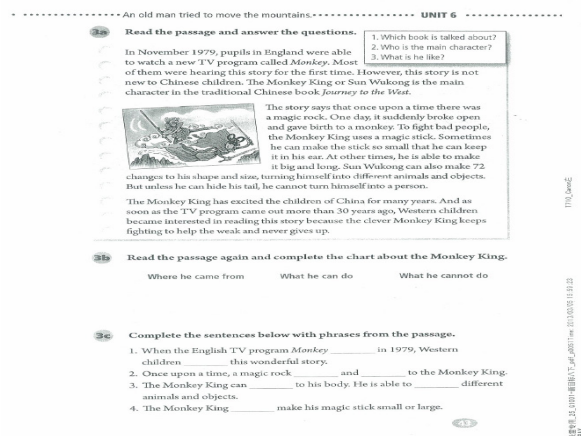 An old man tried to move the mountains.
UNIT 6
3a Read the passage and answer the questions.
1. Which book is talked about?
2. Who is the main character?
3. What is he like?
In November 1979, pupils in England were able
to watch a new TV program called Monkey. Most
of them were hearing this story for the first time. However, this story is not
new to Chinese children. The Monkey King or Sun Wukong is the main
character in the traditional Chinese book Journey to the West.
The story says that once upon a time there was
a magic rock. One day, it suddenly broke open
and gave birth to a monkey. To fight bad people,
the Monkey King uses a magic stick. Sometimes
he can make the stick so small that he can keep
it in his ear. At other times, he is able to make
it big and long. Sun Wukong can also make 72
changes to his shape and size, turning himself into different animals and objects.
But unless he can hide his tail, he cannot turn himself into a person.
The Monkey King has excited the children of China for many years. And as
soon as the TV program came out more than 30 years ago, Western children
became interested in reading this story because the clever Monkey King keeps
fighting to help the weak and never gives up.
3b Read the passage again and complete the chart about the Monkey King.
Where he came from What he can do What he cannot do
3c Complete the sentences below with phrases from the passage.
1. When the English TV program Monkey ________ in 1979, Western
children ________ this wonderful story.
2. Once upon a time, a magic rock ________ and ________ to the Monkey King.
3. The Monkey King can ________ to his body. He is able to ________ different
animals and objects.
4. The Monkey King ________ make his magic stick small or large.
43